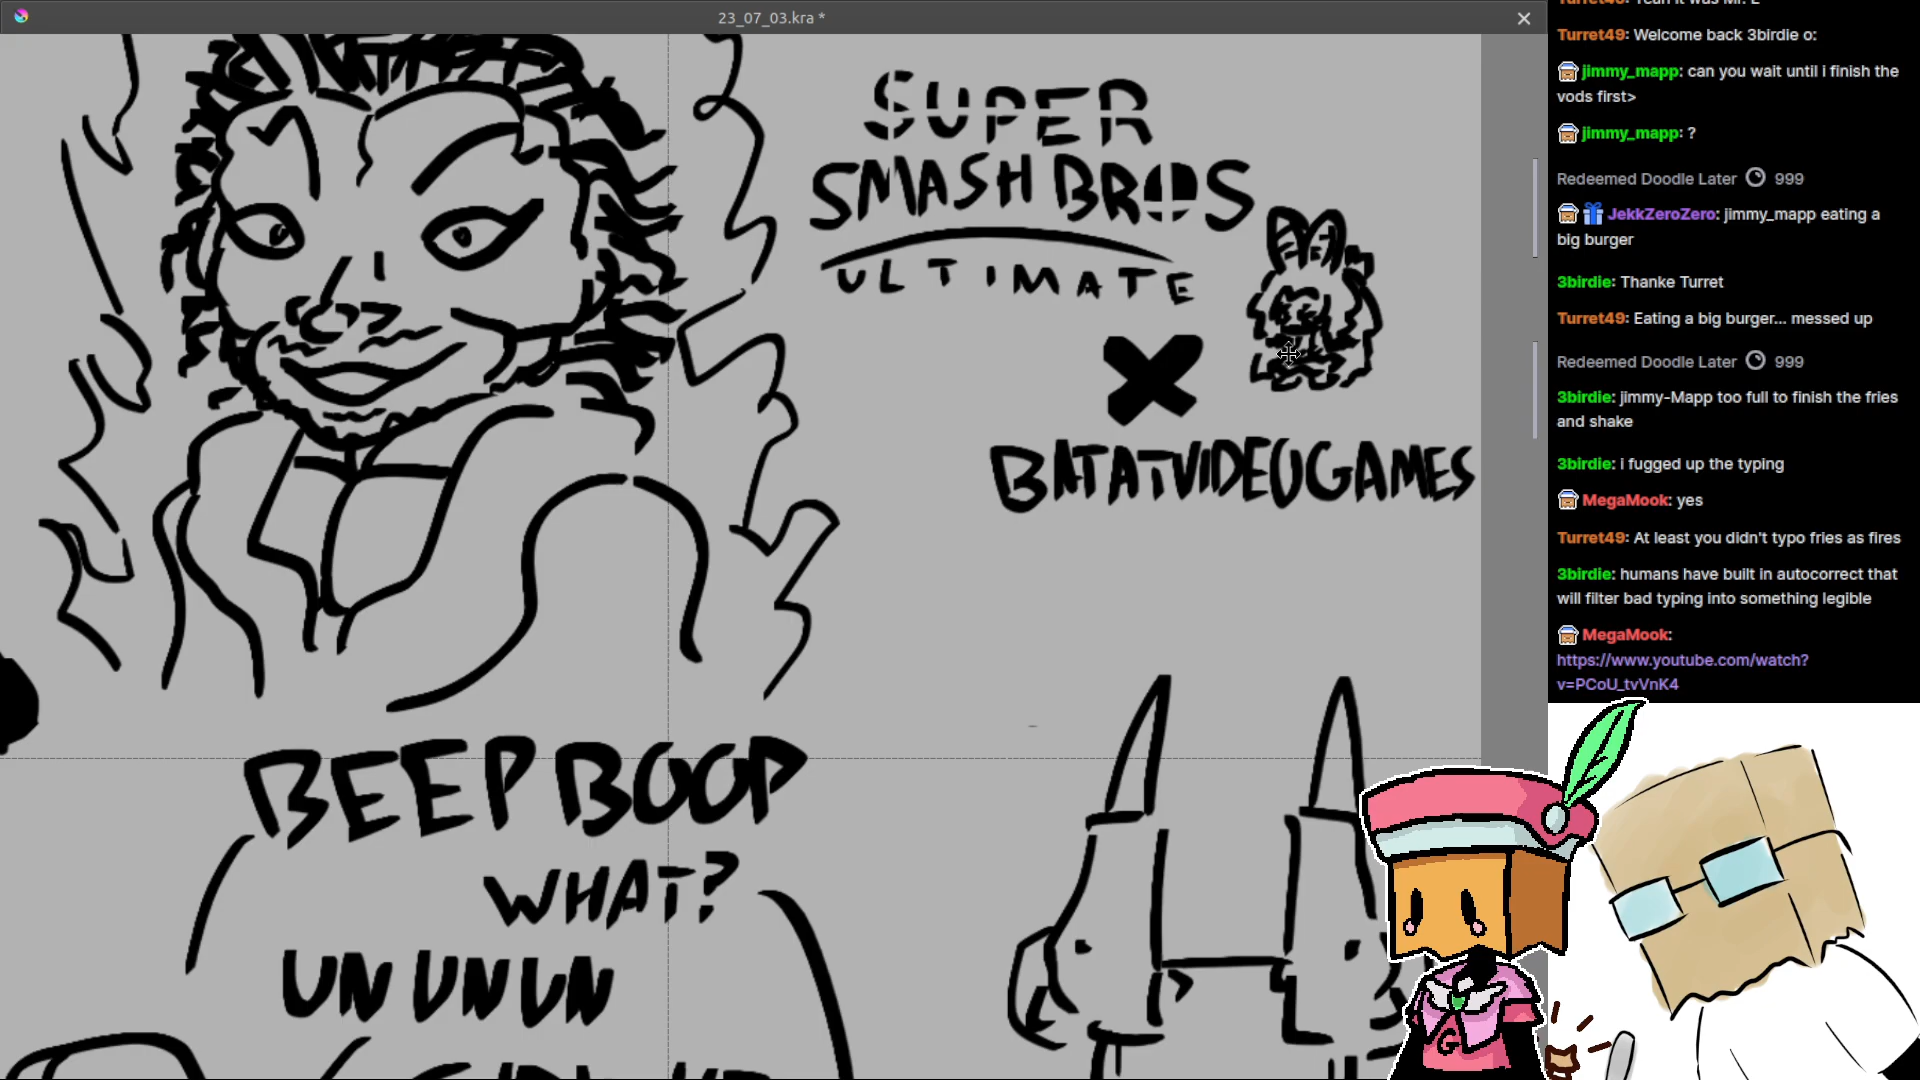 23_07_03.kra *
SUPER
SMASH BROS
ULTIMATE
X
BATATVIDEOGAMES
BEEP BOOP
WHAT?
UN UN UN
Turret49: Welcome back 3birdie o:
jimmy_mapp: can you wait until i finish the
vods first>
jimmy_mapp: ?
Redeemed Doodle Later 999
JekkZeroZero: jimmy_mapp eating a
big burger
3birdie: Thanke Turret
Turret49: Eating a big burger... messed up
Redeemed Doodle Later 999
3birdie: jimmy-Mapp too full to finish the fries
and shake
3birdie: i fugged up the typing
MegaMook: yes
Turret49: At least you didn't typo fries as fires
3birdie: humans have built in autocorrect that
will filter bad typing into something legible
MegaMook:
https://www.youtube.com/watch?
v=PCoU_tvVnK4
G